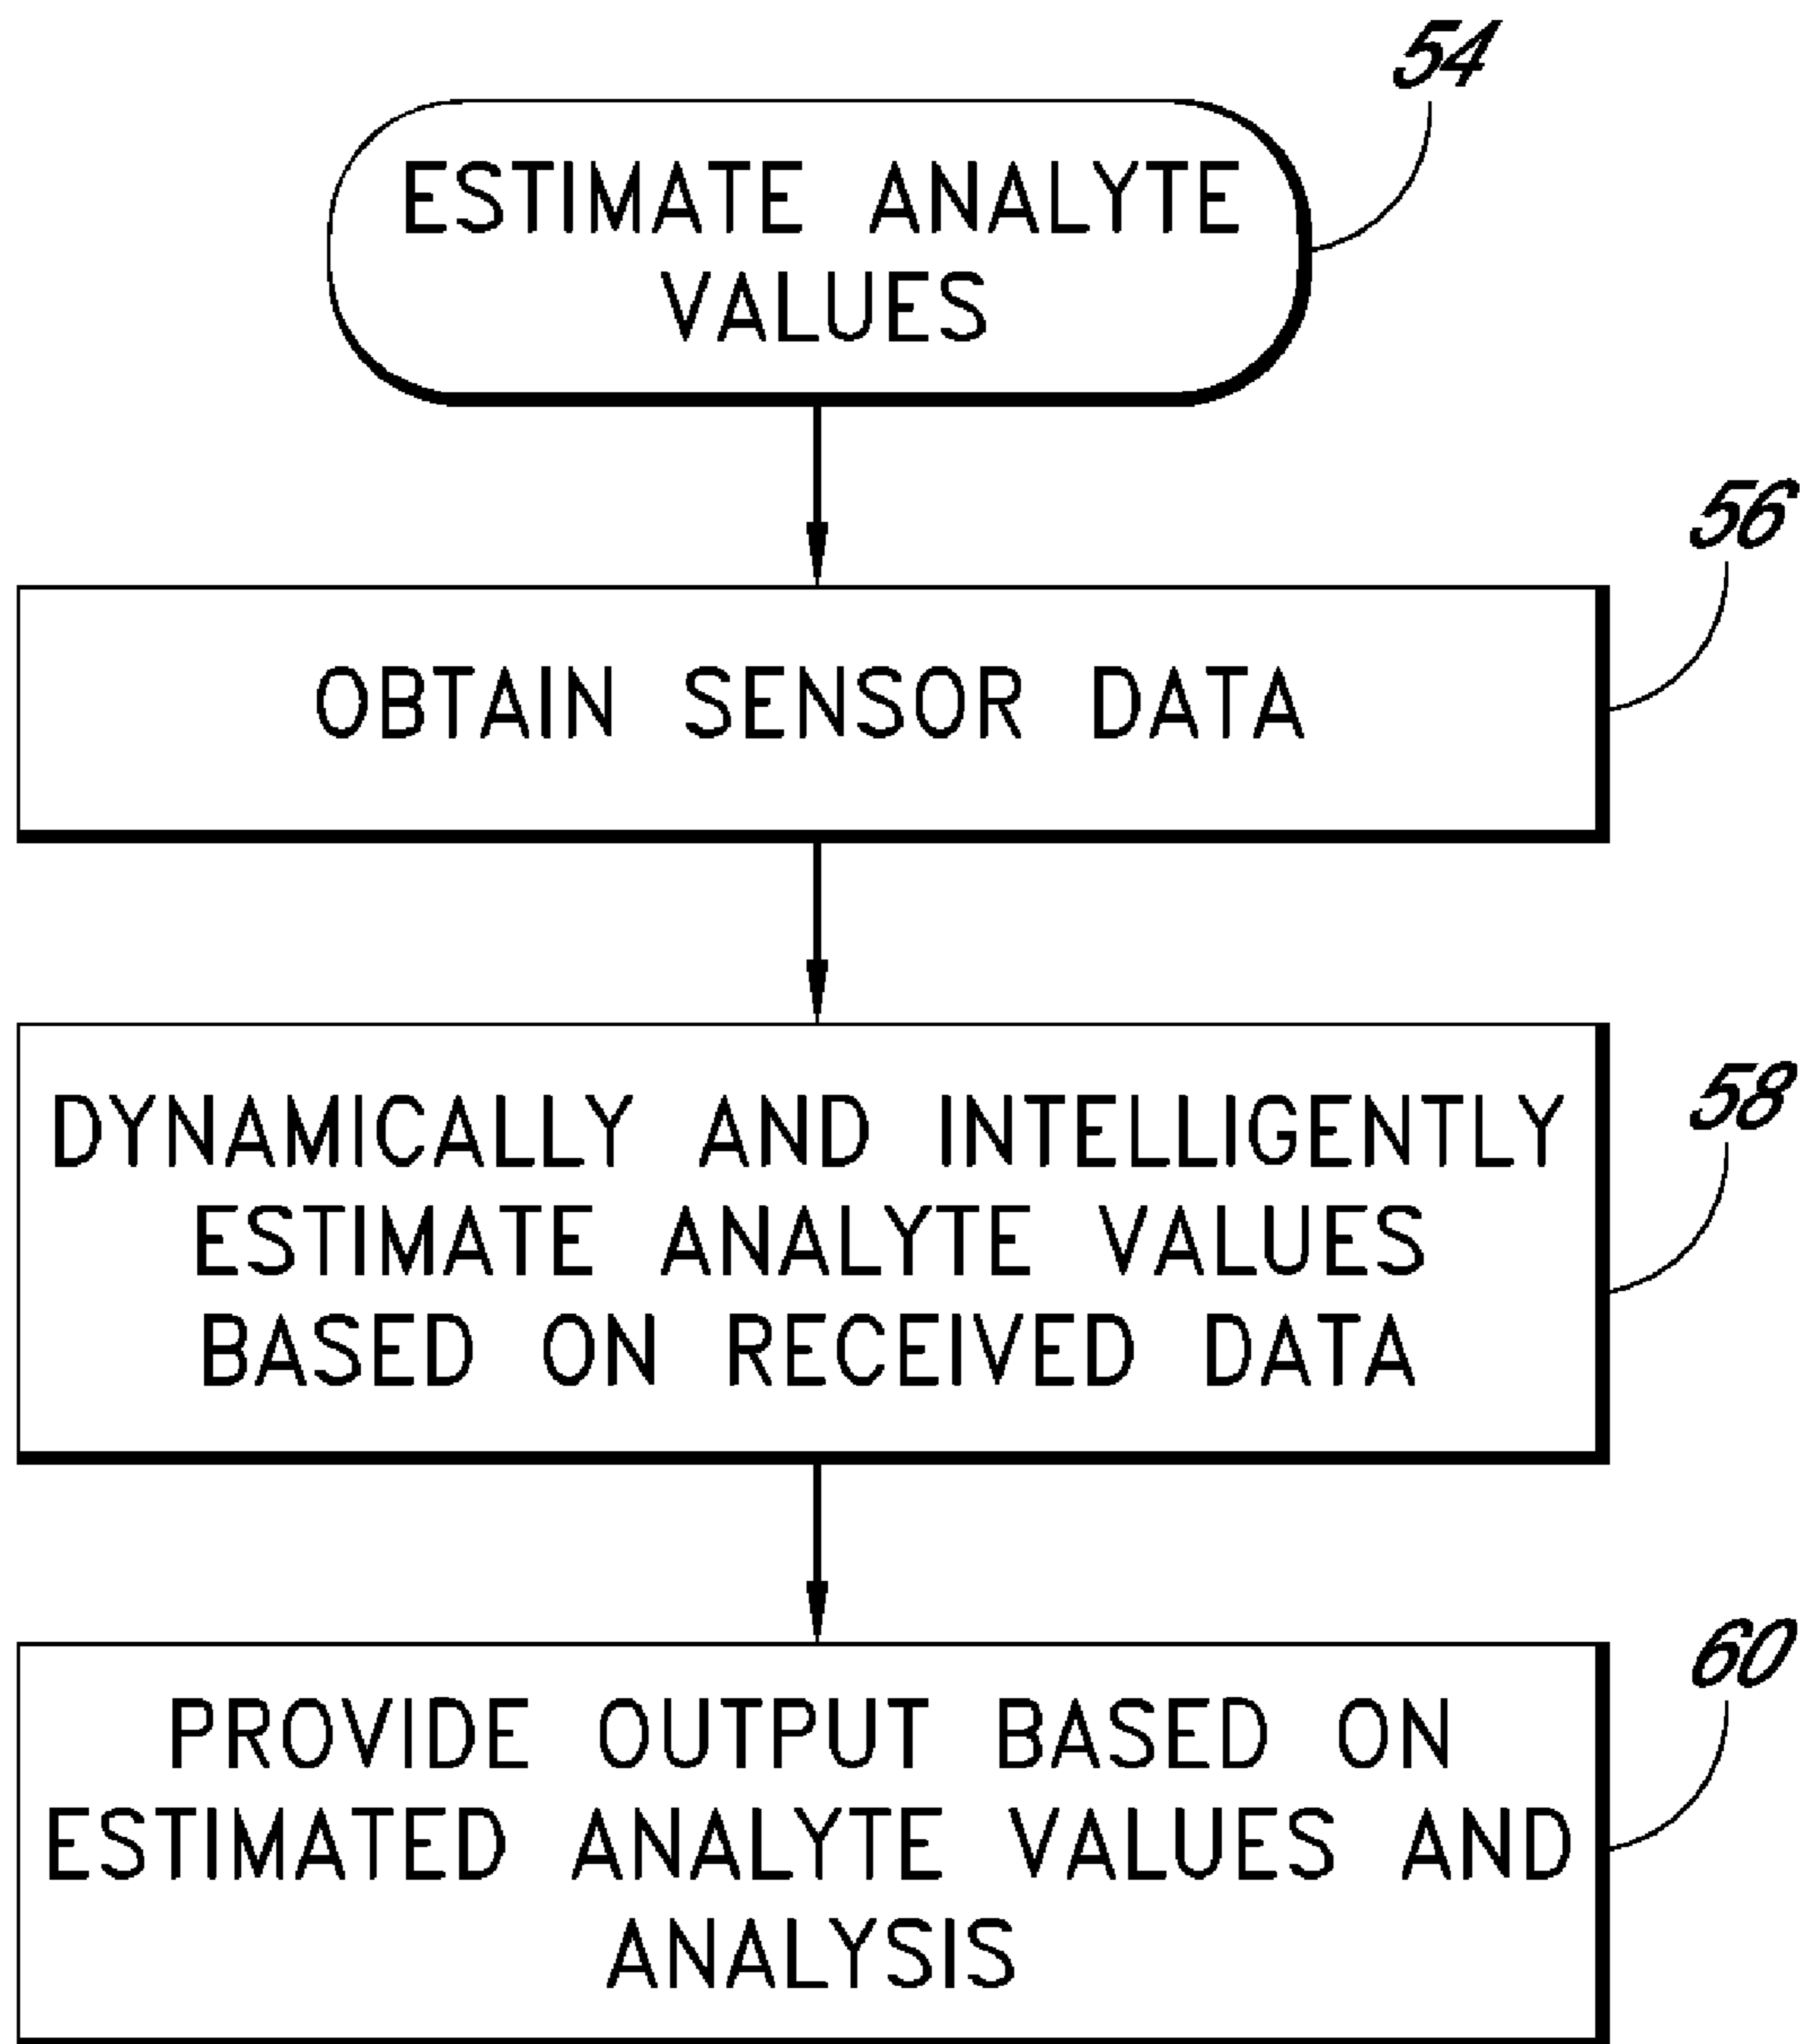 54
ESTIMATE ANALYTE
VALUES
56
OBTAIN SENSOR DATA
58
DYNAMICALLY AND INTELLIGENTLY
ESTIMATE ANALYTE VALUES
BASED ON RECEIVED DATA
60
PROVIDE OUTPUT BASED ON
ESTIMATED ANALYTE VALUES AND
ANALYSIS